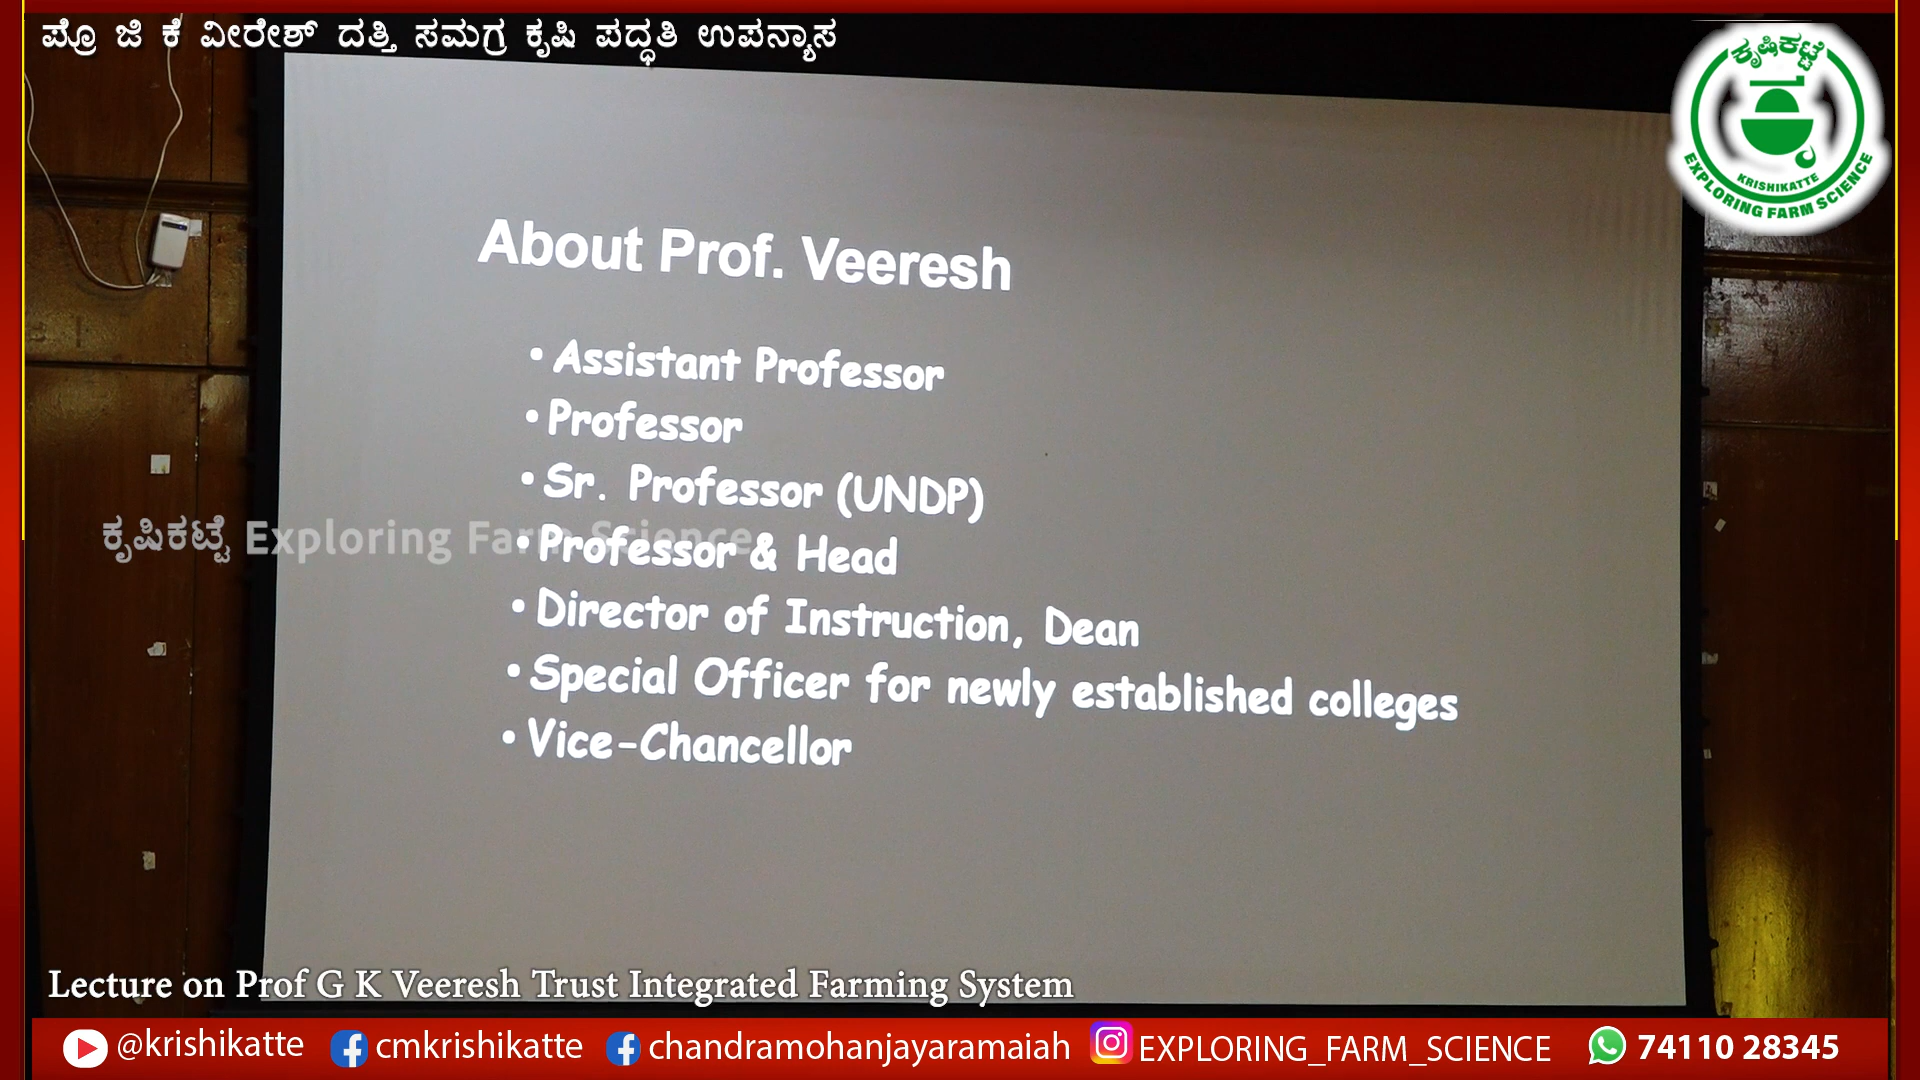 ಪ್ರೊ ಜಿ ಕೆ ವೀರೇಶ್ ದತ್ತಿ ಸಮಗ್ರ ಕೃಷಿ ಪದ್ಧತಿ ಉಪನ್ಯಾಸ
ಕೃಷಿಕಟ್ಟೆ
KRISHIKATTE
EXPLORING FARM SCIENCE
About Prof. Veeresh
• Assistant Professor
• Professor
• Sr. Professor (UNDP)
ಕೃಷಿಕಟ್ಟೆ Exploring Farm Science
• Professor & Head
• Director of Instruction, Dean
• Special Officer for newly established colleges
• Vice-Chancellor
Lecture on Prof G K Veeresh Trust Integrated Farming System
@krishikatte cmkrishikatte chandramohanjayaramaiah EXPLORING_FARM_SCIENCE 74110 28345